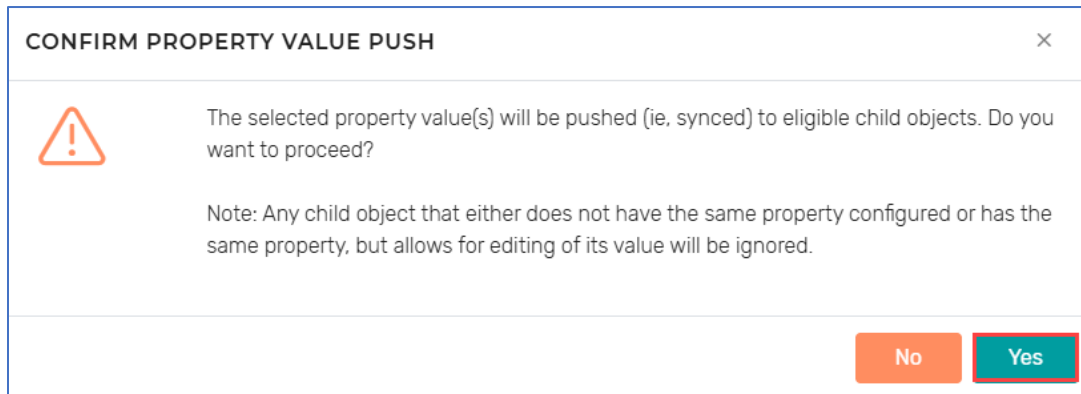 CONFIRM PROPERTY VALUE PUSH
The selected property value(s) will be pushed (ie, synced) to eligible child objects. Do you
want to proceed?
Note: Any child object that either does not have the same property configured or has the
same property, but allows for editing of its value will be ignored.
No
Yes